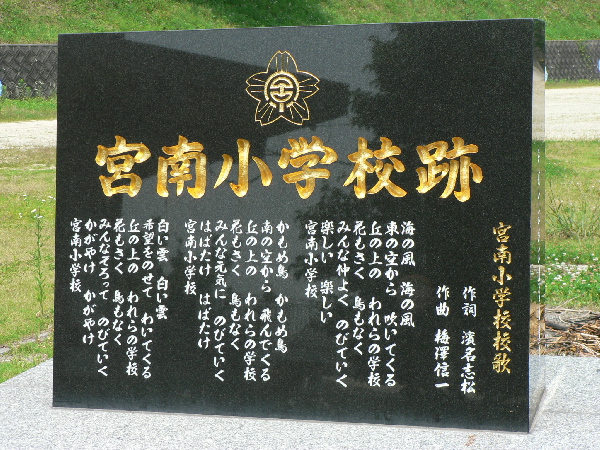 宮南小学校跡
宮南小学校校歌
作詞 濱名志松
作曲 梅澤信一
海の風 海の風
東の空から 吹いてくる
丘の上の われらの学校
花もさく 鳥もなく
みんな仲よく のびていく
楽しい 楽しい
宮南小学校
かもめ鳥 かもめ鳥
南の空から 飛んでくる
丘の上の われらの学校
花もさく 鳥もなく
みんな元気に のびていく
はばたけ はばたけ
宮南小学校
白い雲 白い雲
希望をのせて わいてくる
丘の上の われらの学校
花もさく 鳥もなく
みんなそろって のびていく
かがやけ かがやけ
宮南小学校